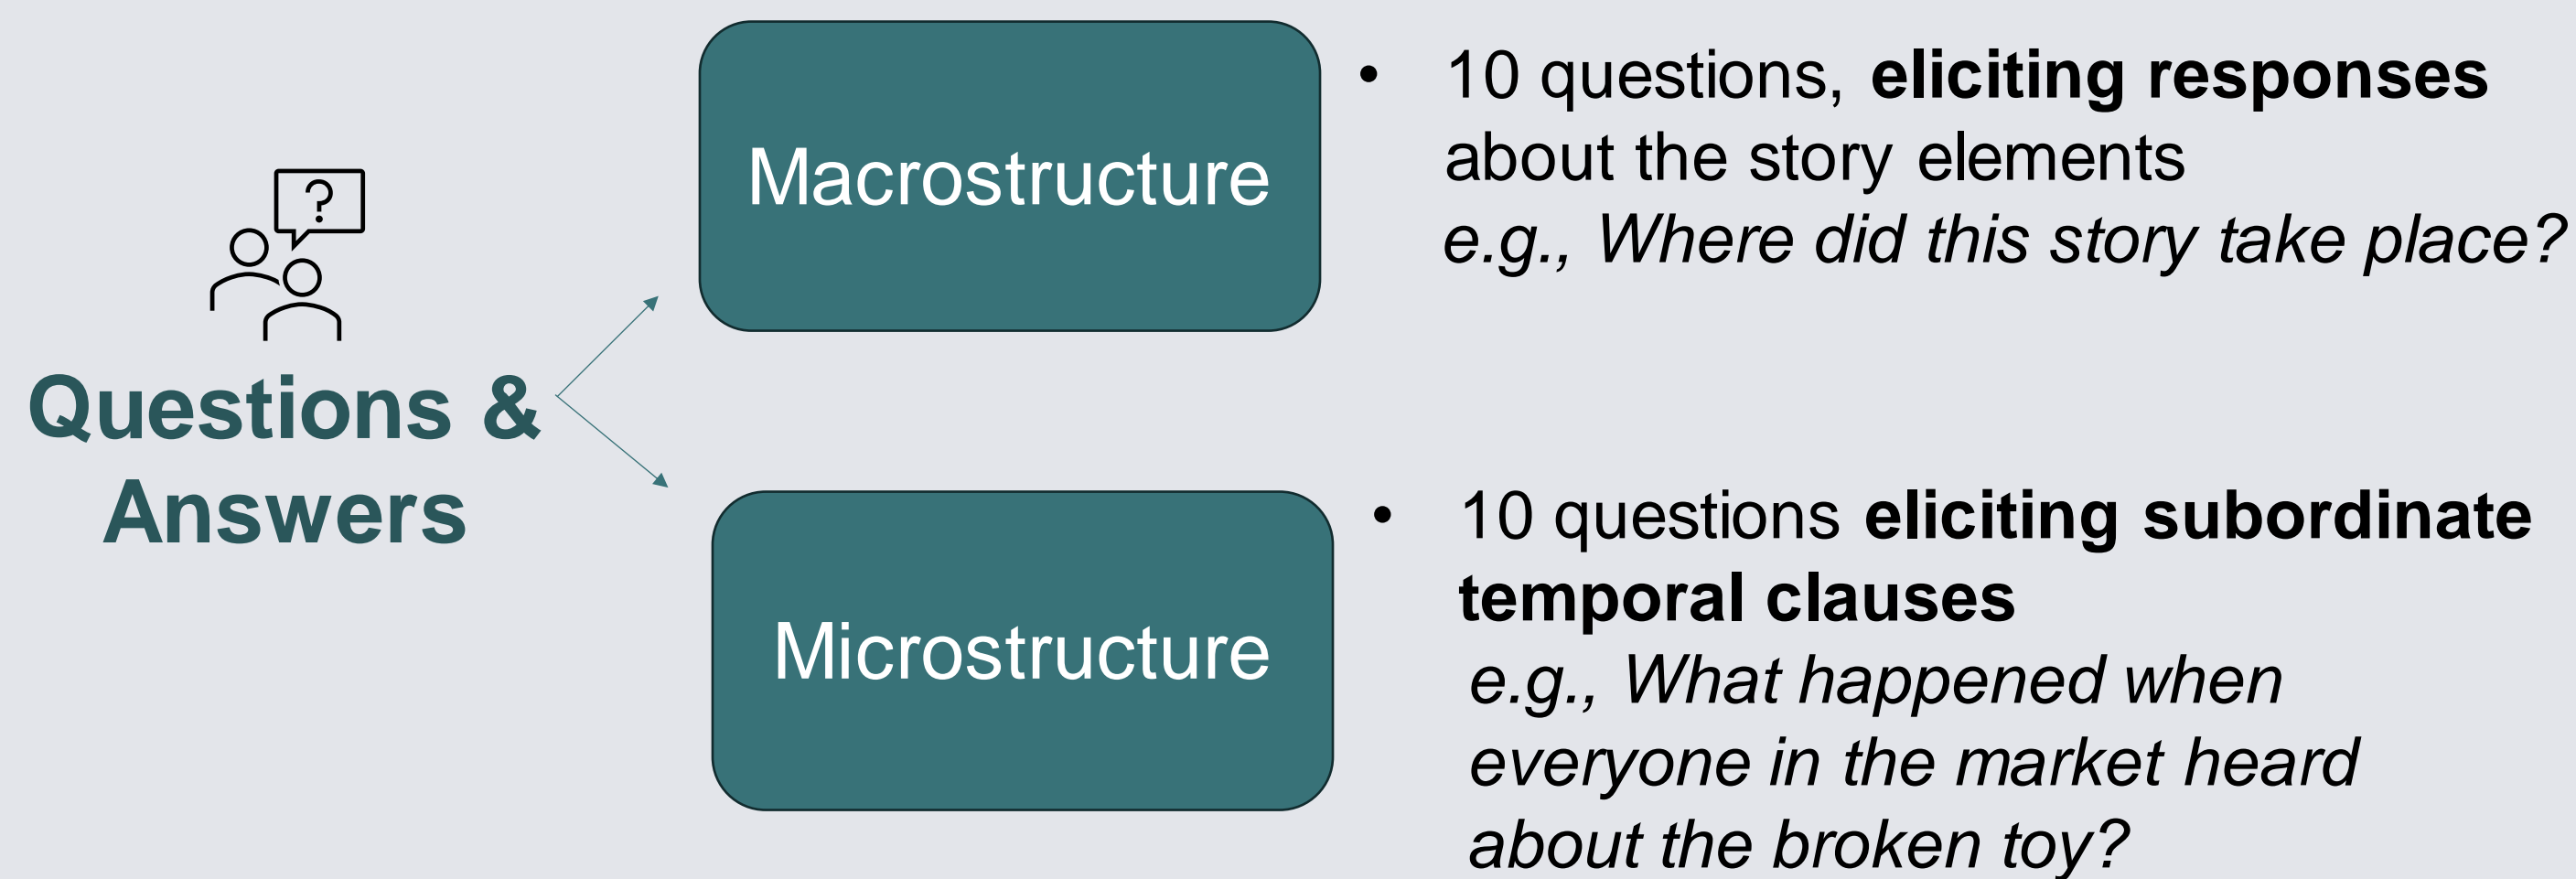 ?
Questions &
Answers
Macrostructure
• 10 questions, eliciting responses
about the story elements
e.g., Where did this story take place?
Microstructure
• 10 questions eliciting subordinate
temporal clauses
e.g., What happened when
everyone in the market heard
about the broken toy?